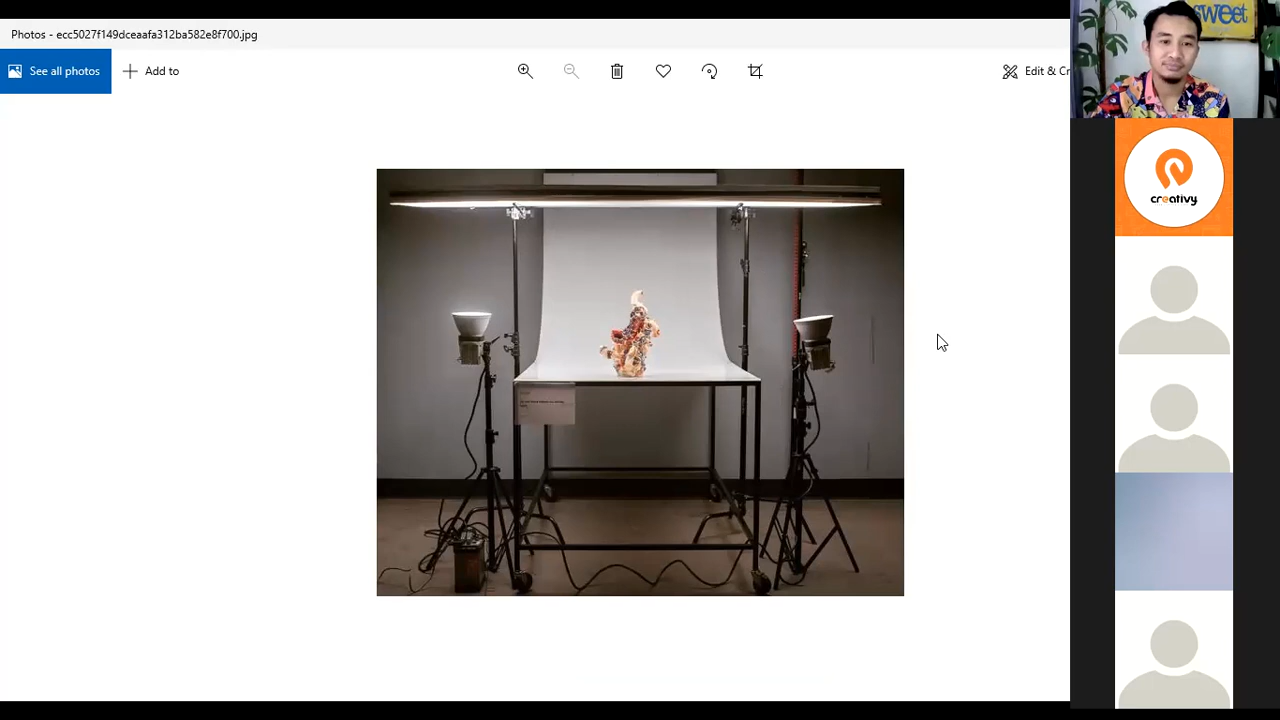 Photos - ecc5027f149dceaafa312ba582e8f700.jpg
See all photos
Add to
Edit & Cr
sweet
creativy